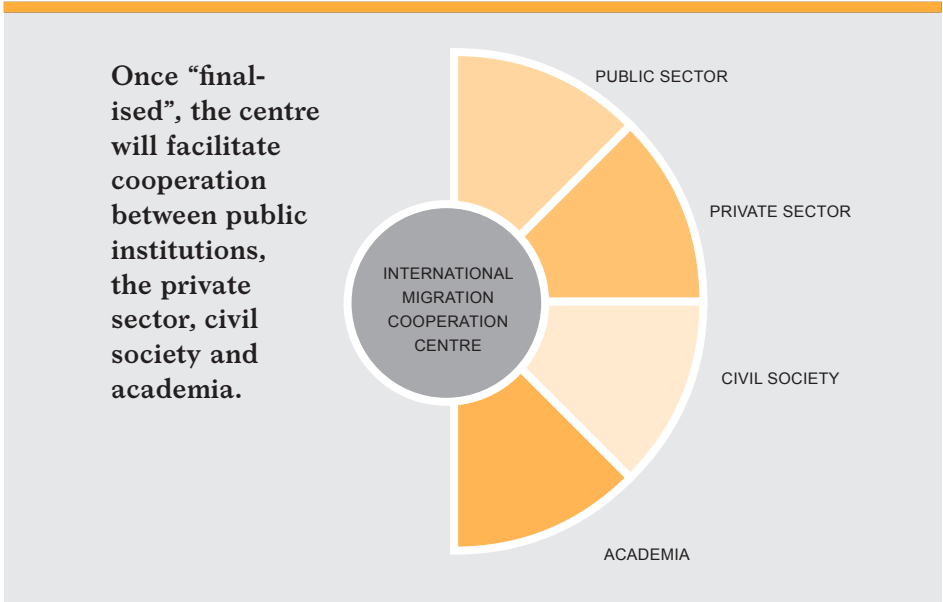 Once “final-
ised”, the centre
will facilitate
cooperation
between public
institutions,
the private
sector, civil
society and
academia.
PUBLIC SECTOR
PRIVATE SECTOR
INTERNATIONAL
MIGRATION
COOPERATION
CENTRE
CIVIL SOCIETY
ACADEMIA